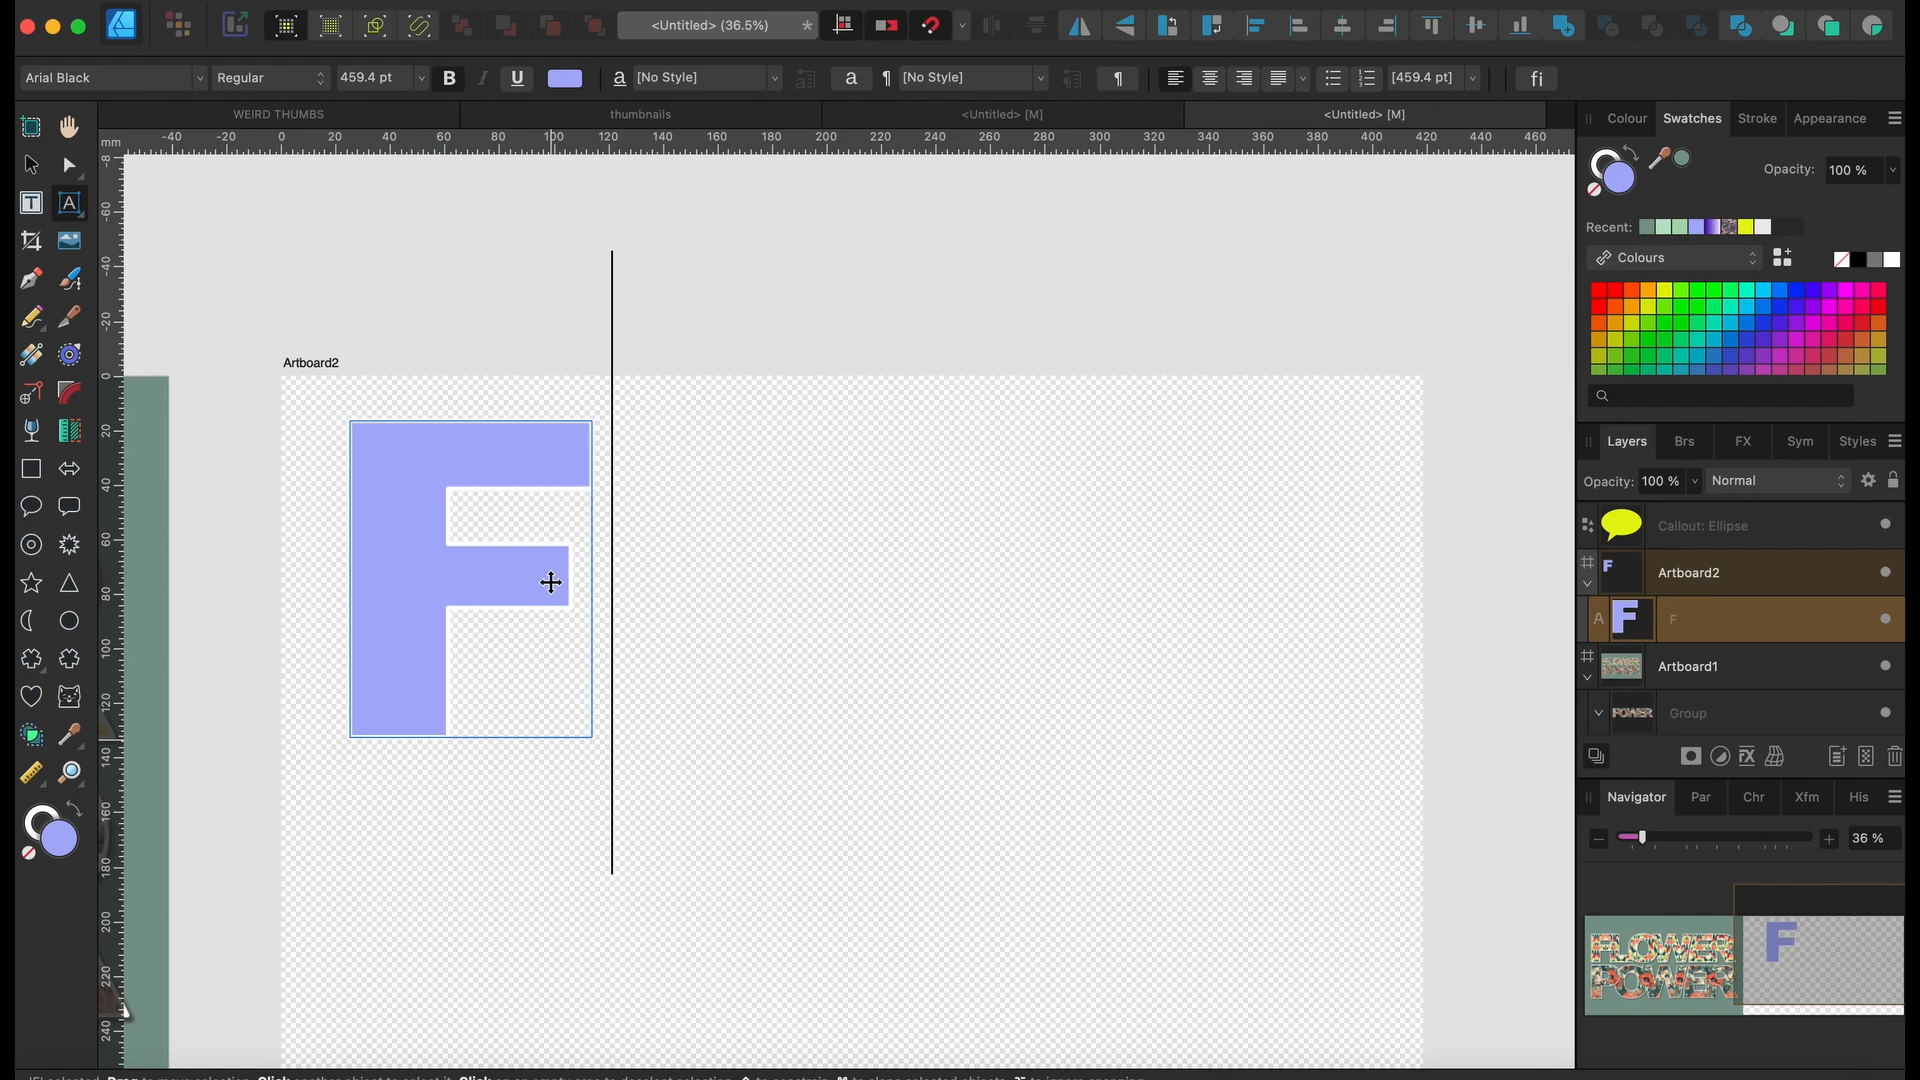 <Untitled> (36.5%) *
Arial Black Regular 459.4 pt B I U a [No Style] a ¶ [No Style] ¶ [459.4 pt] fi
WEIRD THUMBS thumbnails <Untitled> [M] <Untitled> [M]
mm -40 -20 0 20 40 60 80 100 120 140 160 180 200 220 240 260 280 300 320 340 360 380 400 420 440 460
Artboard2
F
Colour Swatches Stroke Appearance
Opacity: 100 %
Recent:
Colours
Layers Brs FX Sym Styles
Opacity: 100 % Normal
Callout: Ellipse
Artboard2
A F F
Artboard1
POWER Group
Navigator Par Chr Xfm His
36 %
FLOWER F
POWER